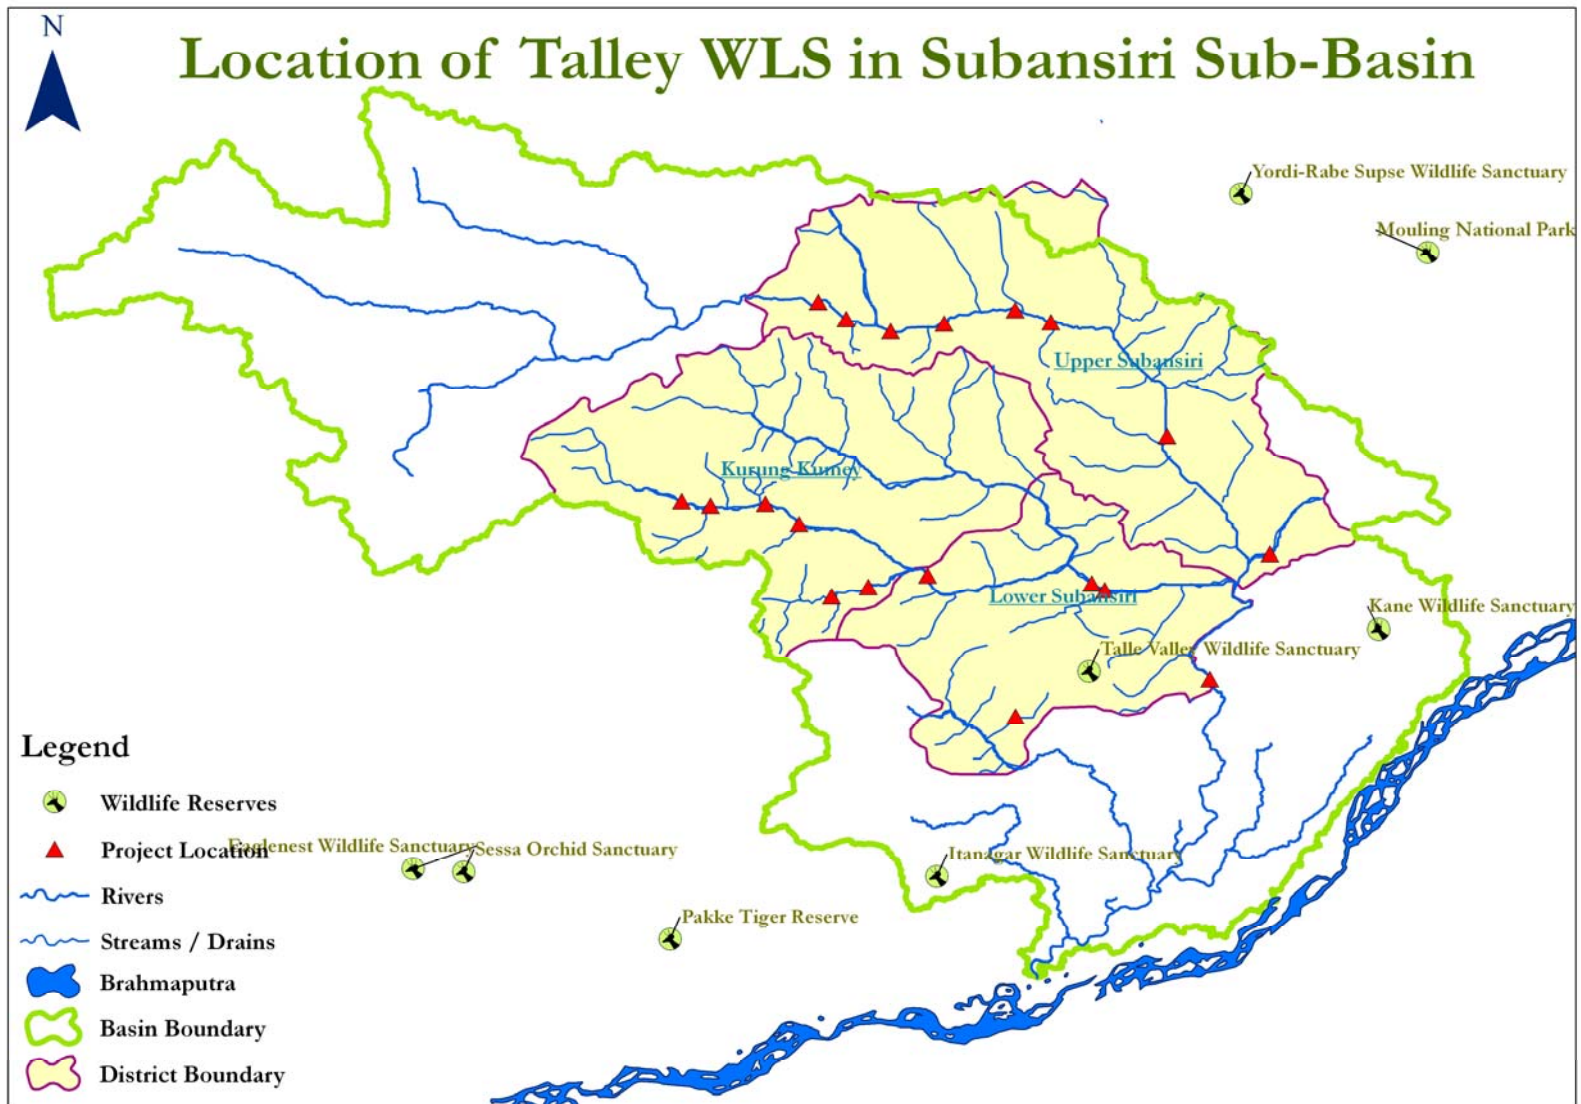 N
Location of Talley WLS in Subansiri Sub-Basin
Yordi-Rabe Supse Wildlife Sanctuary
Mouling National Park
Upper Subansiri
Kurung Kumey
Lower Subansiri
Kane Wildlife Sanctuary
Talle Valley Wildlife Sanctuary
Legend
Wildlife Reserves
Project Location
Rivers
Streams / Drains
Brahmaputra
Basin Boundary
District Boundary
Eaglenest Wildlife Sanctuary
Sessa Orchid Sanctuary
Itanagar Wildlife Sanctuary
Pakke Tiger Reserve